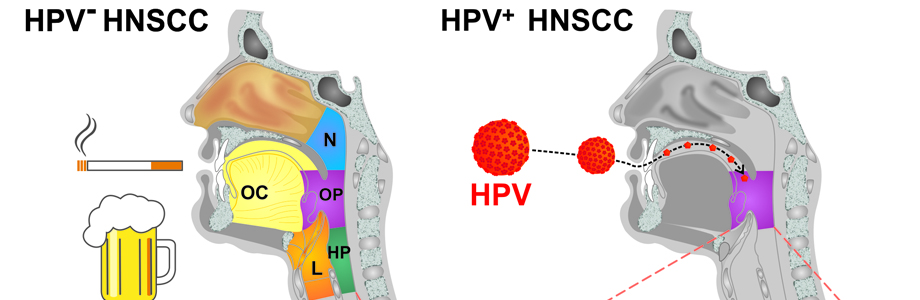 HPV⁻ HNSCC
HPV⁺ HNSCC
N
OC
OP
HP
L
HPV